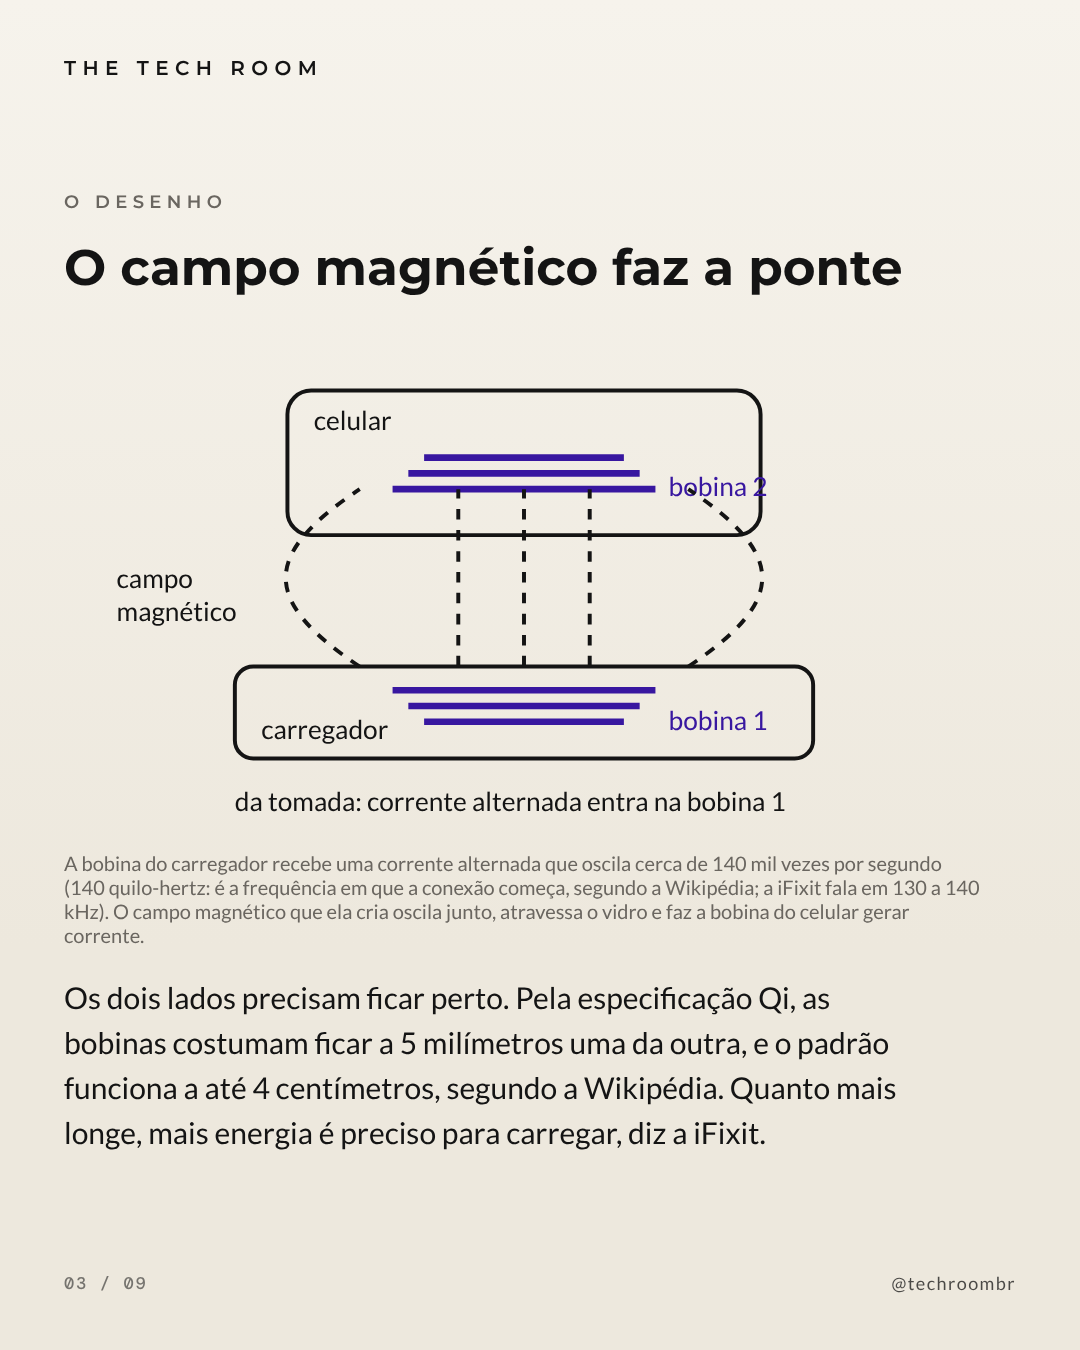 THE TECH ROOM
O DESENHO
O campo magnético faz a ponte
celular
bobina 2
campo
magnético
carregador
bobina 1
da tomada: corrente alternada entra na bobina 1
A bobina do carregador recebe uma corrente alternada que oscila cerca de 140 mil vezes por segundo
(140 quilo-hertz: é a frequência em que a conexão começa, segundo a Wikipédia; a iFixit fala em 130 a 140
kHz). O campo magnético que ela cria oscila junto, atravessa o vidro e faz a bobina do celular gerar
corrente.
Os dois lados precisam ficar perto. Pela especificação Qi, as
bobinas costumam ficar a 5 milímetros uma da outra, e o padrão
funciona a até 4 centímetros, segundo a Wikipédia. Quanto mais
longe, mais energia é preciso para carregar, diz a iFixit.
03 / 09
@techroombr